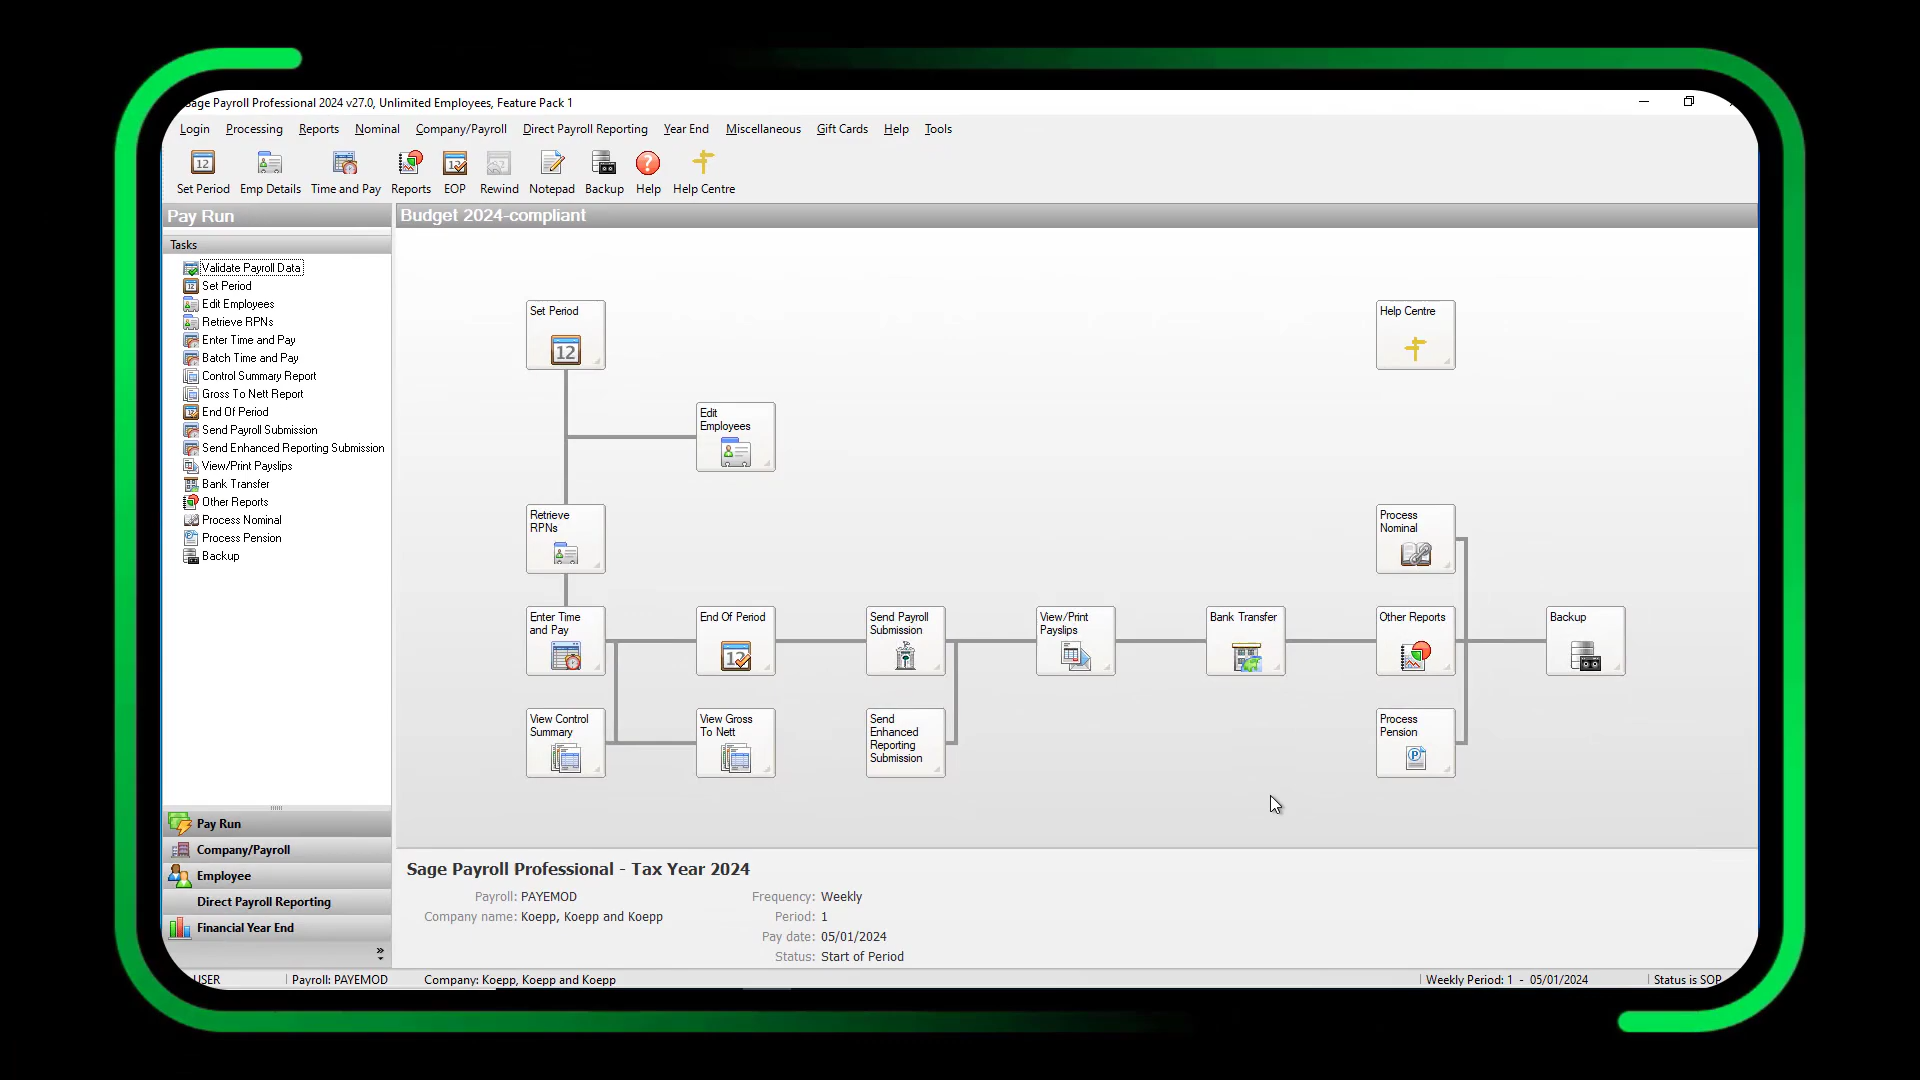 Sage Payroll Professional 2024 v27.0, Unlimited Employees, Feature Pack 1
Login Processing Reports Nominal Company/Payroll Direct Payroll Reporting Year End Miscellaneous Gift Cards Help Tools
12
Set Period Emp Details Time and Pay Reports EOP Rewind Notepad Backup Help Help Centre
Pay Run
Budget 2024-compliant
Tasks
Validate Payroll Data
Set Period
Edit Employees
Retrieve RPNs
Enter Time and Pay
Batch Time and Pay
Control Summary Report
Gross To Nett Report
End Of Period
Send Payroll Submission
Send Enhanced Reporting Submission
View/Print Payslips
Bank Transfer
Other Reports
Process Nominal
Process Pension
Backup
Set Period
12
Help Centre
Edit
Employees
Retrieve
RPNs
Process
Nominal
Enter Time
and Pay
End Of Period
12
Send Payroll
Submission
View/Print
Payslips
Bank Transfer
Other Reports
Backup
View Control
Summary
View Gross
To Nett
Send
Enhanced
Reporting
Submission
Process
Pension
Pay Run
Company/Payroll
Employee
Direct Payroll Reporting
Financial Year End
Sage Payroll Professional - Tax Year 2024
Payroll: PAYEMOD
Company name: Koepp, Koepp and Koepp
Frequency: Weekly
Period: 1
Pay date: 05/01/2024
Status: Start of Period
USER Payroll: PAYEMOD Company: Koepp, Koepp and Koepp Weekly Period: 1 - 05/01/2024 Status is SOP